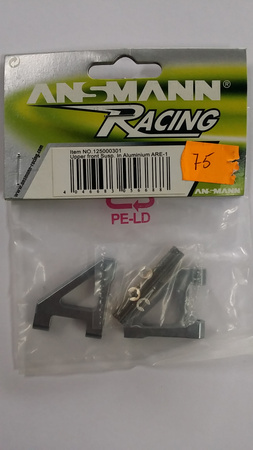 ANSMANN®
RACING
75
Item NO.125000301
Upper front Susp. in Aluminium ARE-1
ANSMANN
PE-LD